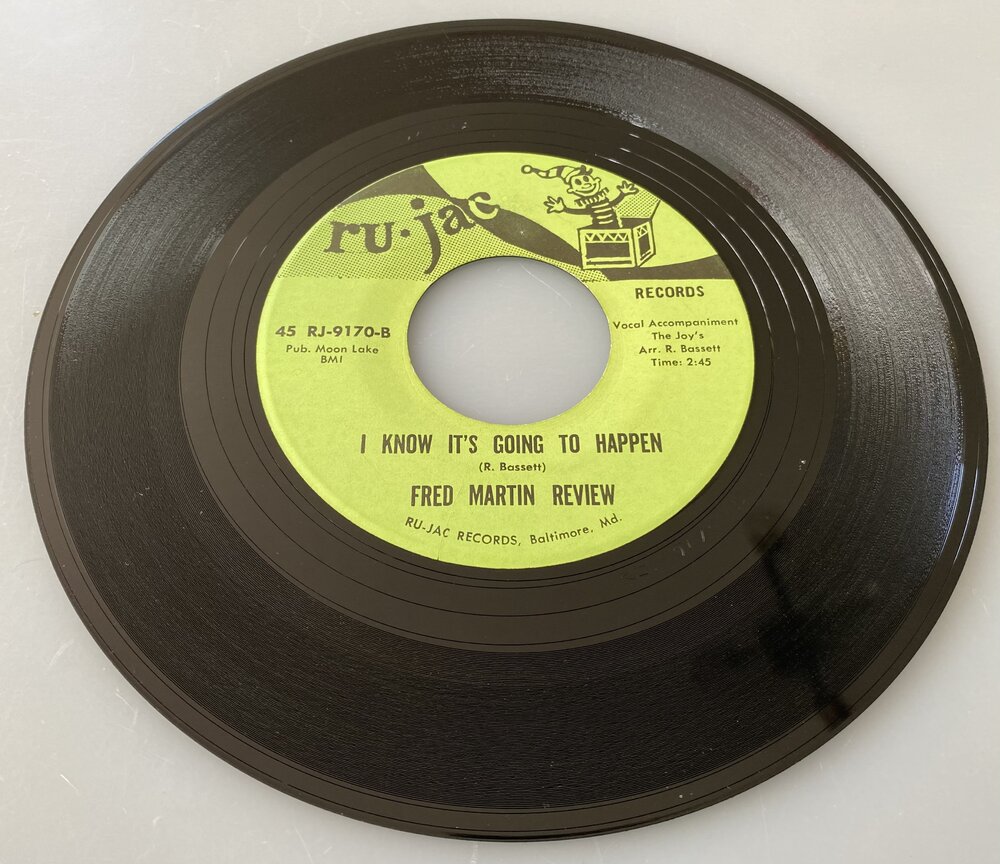 ru·jac
RECORDS
45 RJ-9170-B
Pub. Moon Lake
BMI
Vocal Accompaniment
The Joy's
Arr. R. Bassett
Time: 2:45
I KNOW IT'S GOING TO HAPPEN
(R. Bassett)
FRED MARTIN REVIEW
RU-JAC RECORDS, Baltimore, Md.